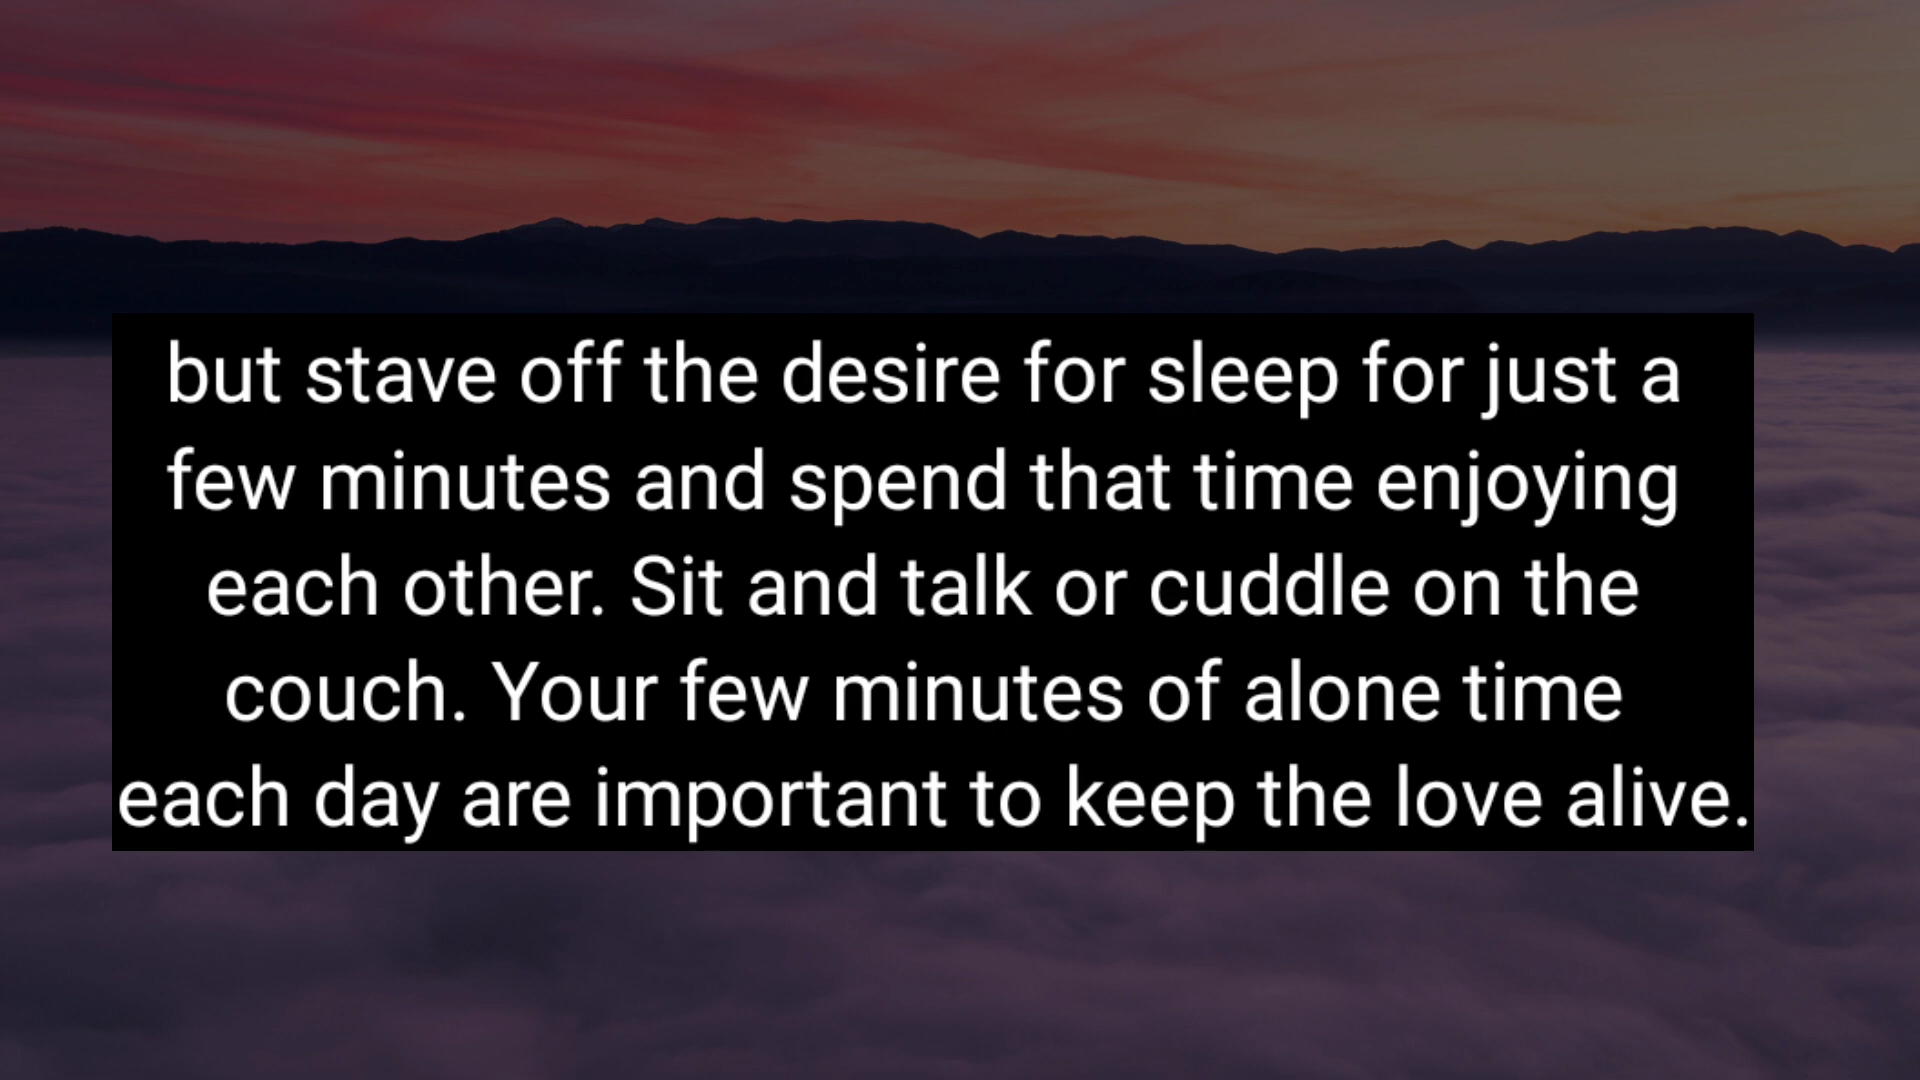 but stave off the desire for sleep for just a
few minutes and spend that time enjoying
each other. Sit and talk or cuddle on the
couch. Your few minutes of alone time
each day are important to keep the love alive.